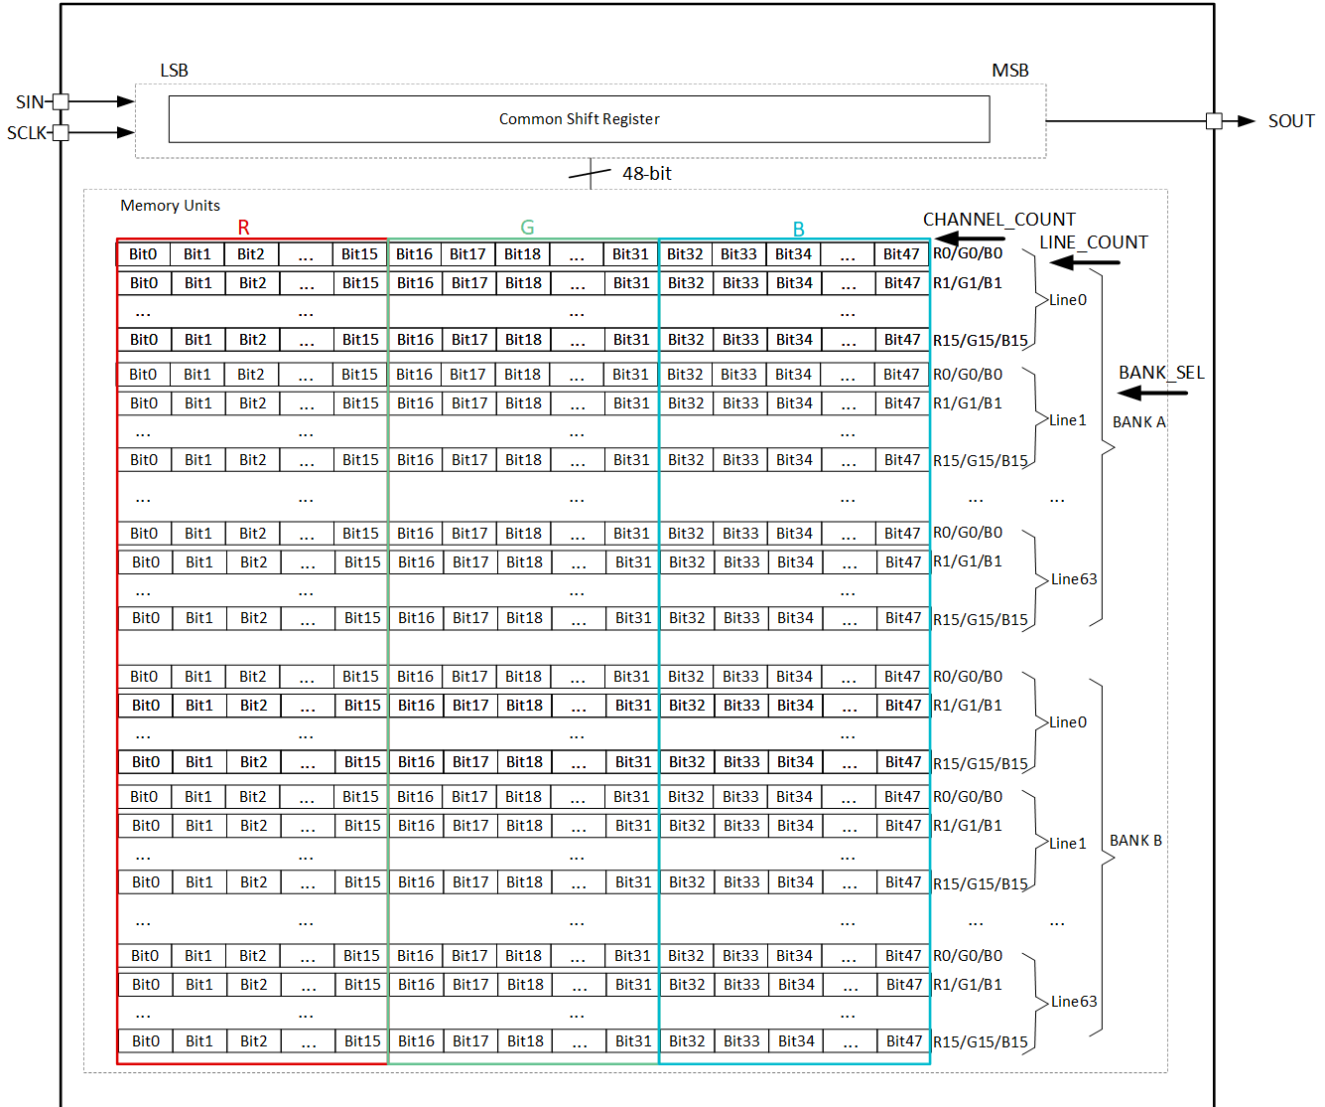 LSB MSB
SIN
Common Shift Register
SOUT
SCLK
48-bit
Memory Units
R G B CHANNEL_COUNT
LINE_COUNT
Bit0 Bit1 Bit2 ... Bit15 Bit16 Bit17 Bit18 ... Bit31 Bit32 Bit33 Bit34 ... Bit47 R0/G0/B0
Bit0 Bit1 Bit2 ... Bit15 Bit16 Bit17 Bit18 ... Bit31 Bit32 Bit33 Bit34 ... Bit47 R1/G1/B1
Line0
... ... ... ...
Bit0 Bit1 Bit2 ... Bit15 Bit16 Bit17 Bit18 ... Bit31 Bit32 Bit33 Bit34 ... Bit47 R15/G15/B15
Bit0 Bit1 Bit2 ... Bit15 Bit16 Bit17 Bit18 ... Bit31 Bit32 Bit33 Bit34 ... Bit47 R0/G0/B0
BANK_SEL
Bit0 Bit1 Bit2 ... Bit15 Bit16 Bit17 Bit18 ... Bit31 Bit32 Bit33 Bit34 ... Bit47 R1/G1/B1
Line1 BANK A
... ... ... ...
Bit0 Bit1 Bit2 ... Bit15 Bit16 Bit17 Bit18 ... Bit31 Bit32 Bit33 Bit34 ... Bit47 R15/G15/B15
... ... ... ... ... ...
Bit0 Bit1 Bit2 ... Bit15 Bit16 Bit17 Bit18 ... Bit31 Bit32 Bit33 Bit34 ... Bit47 R0/G0/B0
Bit0 Bit1 Bit2 ... Bit15 Bit16 Bit17 Bit18 ... Bit31 Bit32 Bit33 Bit34 ... Bit47 R1/G1/B1
Line63
... ... ... ...
Bit0 Bit1 Bit2 ... Bit15 Bit16 Bit17 Bit18 ... Bit31 Bit32 Bit33 Bit34 ... Bit47 R15/G15/B15
Bit0 Bit1 Bit2 ... Bit15 Bit16 Bit17 Bit18 ... Bit31 Bit32 Bit33 Bit34 ... Bit47 R0/G0/B0
Bit0 Bit1 Bit2 ... Bit15 Bit16 Bit17 Bit18 ... Bit31 Bit32 Bit33 Bit34 ... Bit47 R1/G1/B1
Line0
... ... ... ...
Bit0 Bit1 Bit2 ... Bit15 Bit16 Bit17 Bit18 ... Bit31 Bit32 Bit33 Bit34 ... Bit47 R15/G15/B15
Bit0 Bit1 Bit2 ... Bit15 Bit16 Bit17 Bit18 ... Bit31 Bit32 Bit33 Bit34 ... Bit47 R0/G0/B0
Bit0 Bit1 Bit2 ... Bit15 Bit16 Bit17 Bit18 ... Bit31 Bit32 Bit33 Bit34 ... Bit47 R1/G1/B1
Line1 BANK B
... ... ... ...
Bit0 Bit1 Bit2 ... Bit15 Bit16 Bit17 Bit18 ... Bit31 Bit32 Bit33 Bit34 ... Bit47 R15/G15/B15
... ... ... ... ... ...
Bit0 Bit1 Bit2 ... Bit15 Bit16 Bit17 Bit18 ... Bit31 Bit32 Bit33 Bit34 ... Bit47 R0/G0/B0
Bit0 Bit1 Bit2 ... Bit15 Bit16 Bit17 Bit18 ... Bit31 Bit32 Bit33 Bit34 ... Bit47 R1/G1/B1
Line63
... ... ... ...
Bit0 Bit1 Bit2 ... Bit15 Bit16 Bit17 Bit18 ... Bit31 Bit32 Bit33 Bit34 ... Bit47 R15/G15/B15